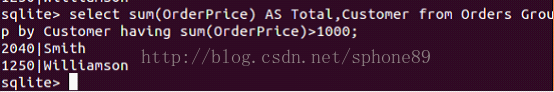 1250|Williamson
sqlite> select sum(OrderPrice) AS Total,Customer from Orders Grou
p by Customer having sum(OrderPrice)>1000;
2040|Smith
1250|Williamson
http://blog.csdn.net/sphone89
sqlite>